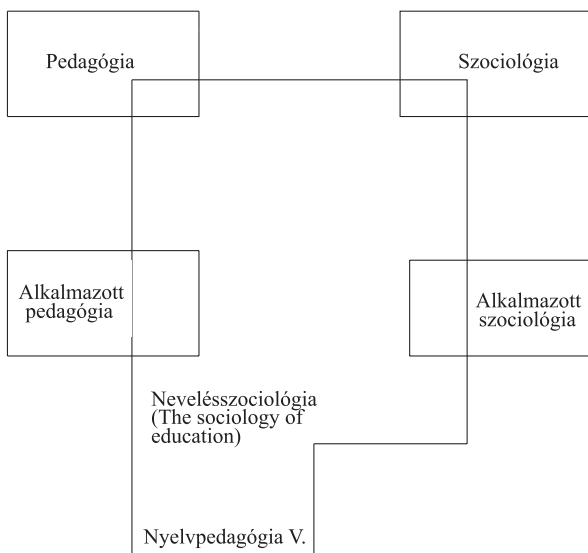 Pedagógia
Szociológia
Alkalmazott
pedagógia
Alkalmazott
szociológia
Nevelésszociológia
(The sociology of
education)
Nyelvpedagógia V.